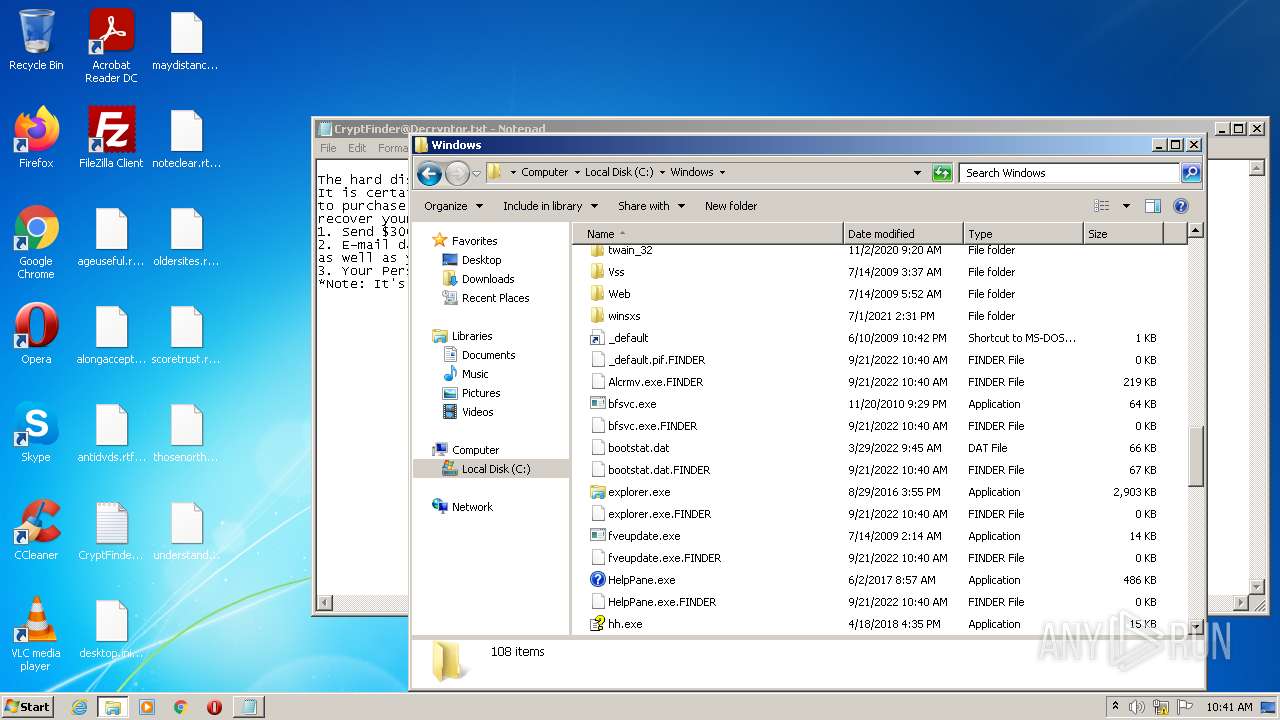 Recycle Bin
Acrobat
Reader DC
maydistanc...
Firefox
FileZilla Client
noteclear.rt...
Google
Chrome
ageuseful.r...
oldersites.r...
Opera
alongaccept...
scoretrust.r...
Skype
antidvds.rtf...
thosenorth...
CCleaner
CryptFinde...
understand...
VLC media
player
desktop.ini...
CryptFinder@Decryptor.txt - Notepad
File Edit Forma
The hard dis
It is certa
to purchase
recover you
1. Send $300
2. E-mail
as well as y
3. Your Per
*Note: It's
Windows
Computer Local Disk (C:) Windows
Search Windows
Organize Include in library Share with New folder
Favorites
Desktop
Downloads
Recent Places
Libraries
Documents
Music
Pictures
Videos
Computer
Local Disk (C:)
Network
Name Date modified Type Size
twain_32 11/2/2020 9:20 AM File folder
Vss 7/14/2009 3:37 AM File folder
Web 7/14/2009 5:52 AM File folder
winsxs 7/1/2021 2:31 PM File folder
_default 6/10/2009 10:42 PM Shortcut to MS-DOS... 1 KB
_default.pif.FINDER 9/21/2022 10:40 AM FINDER File 0 KB
Alcrmv.exe.FINDER 9/21/2022 10:40 AM FINDER File KB
bfsvc.exe 11/20/2010 9:29 PM Application 64 KB
bfsvc.exe.FINDER 9/21/2022 10:40 AM FINDER File 0 KB
bootstat.dat 9/29/2022 9:45 AM DAT File KB
bootstat.dat.FINDER 9/21/2022 10:40 AM FINDER File 67 KB
explorer.exe 8/29/2016 3:55 PM Application KB
explorer.exe.FINDER 9/21/2022 10:40 AM FINDER File 0 KB
fveupdate.exe 7/14/2009 2:14 AM Application 14 KB
fveupdate.exe.FINDER 9/21/2022 10:40 AM FINDER File 0 KB
HelpPane.exe 6/2/2017 8:57 AM Application 486 KB
HelpPane.exe.FINDER 9/21/2022 10:40 AM FINDER File 0 KB
hh.exe 4/18/2018 4:35 PM Application 15 KB
108 items
ANY RUN
Start
10:41 AM